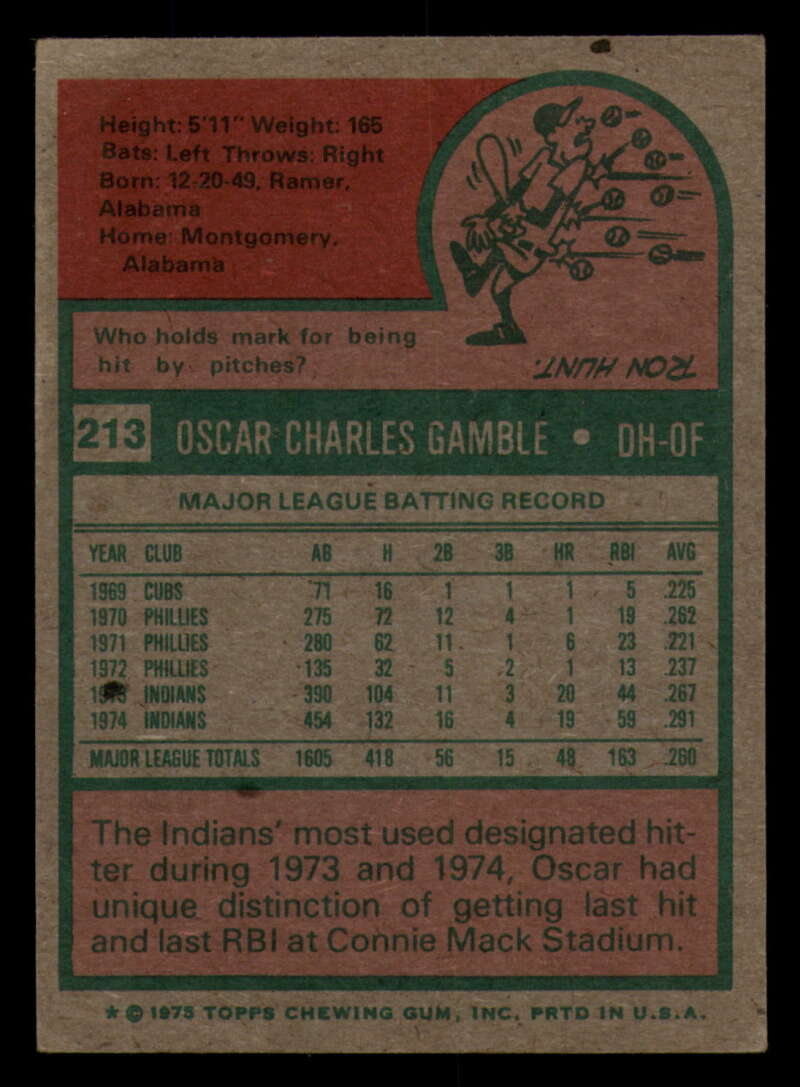 Height: 5'11" Weight: 165
Bats: Left Throws: Right
Born: 12-20-49, Ramer,
Alabama
Home: Montgomery,
Alabama
Who holds mark for being
hit by pitches?
RON HUNT.
213 OSCAR CHARLES GAMBLE • DH-OF
MAJOR LEAGUE BATTING RECORD
YEAR CLUB AB H 2B 3B HR RBI AVG
1969 CUBS 71 16 1 1 1 5 .225
1970 PHILLIES 275 72 12 4 1 19 .262
1971 PHILLIES 280 62 11 1 6 23 .221
1972 PHILLIES 135 32 5 2 1 13 .237
1973 INDIANS 390 104 11 3 20 44 .267
1974 INDIANS 454 132 16 4 19 59 .291
MAJOR LEAGUE TOTALS 1605 418 56 15 48 163 .260
The Indians' most used designated hit-
ter during 1973 and 1974, Oscar had
unique distinction of getting last hit
and last RBI at Connie Mack Stadium.
* © 1975 TOPPS CHEWING GUM, INC. PRTD IN U.S.A.